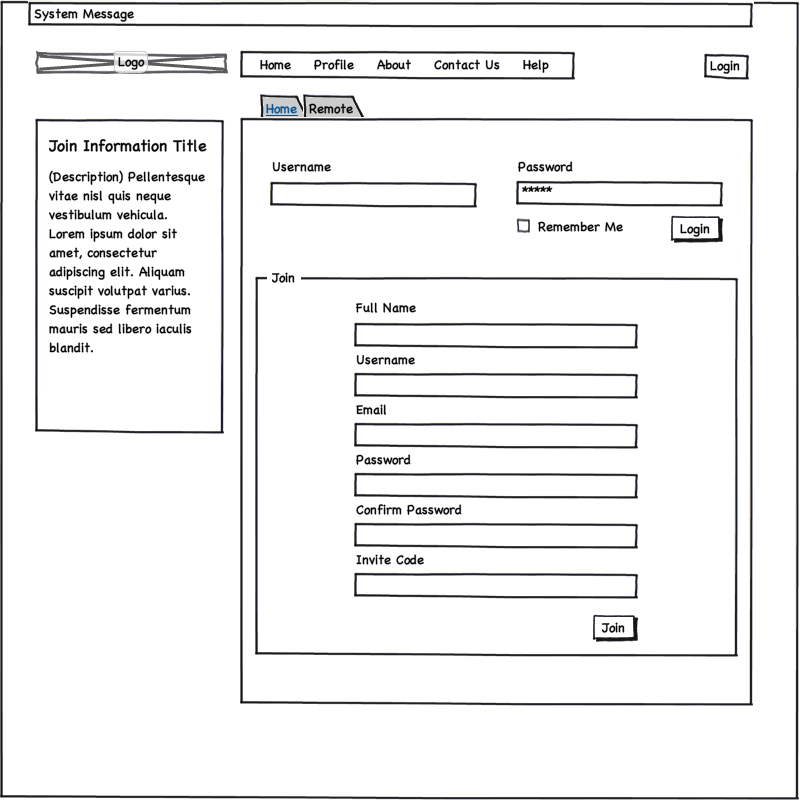 System Message
Logo
Home Profile About Contact Us Help
Login
Home Remote
Join Information Title
(Description) Pellentesque
vitae nisl quis neque
vestibulum vehicula.
Lorem ipsum dolor sit
amet, consectetur
adipiscing elit. Aliquam
suscipit volutpat varius.
Suspendisse fermentum
mauris sed libero iaculis
blandit.
Username
Password
*****
Remember Me
Login
Join
Full Name
Username
Email
Password
Confirm Password
Invite Code
Join